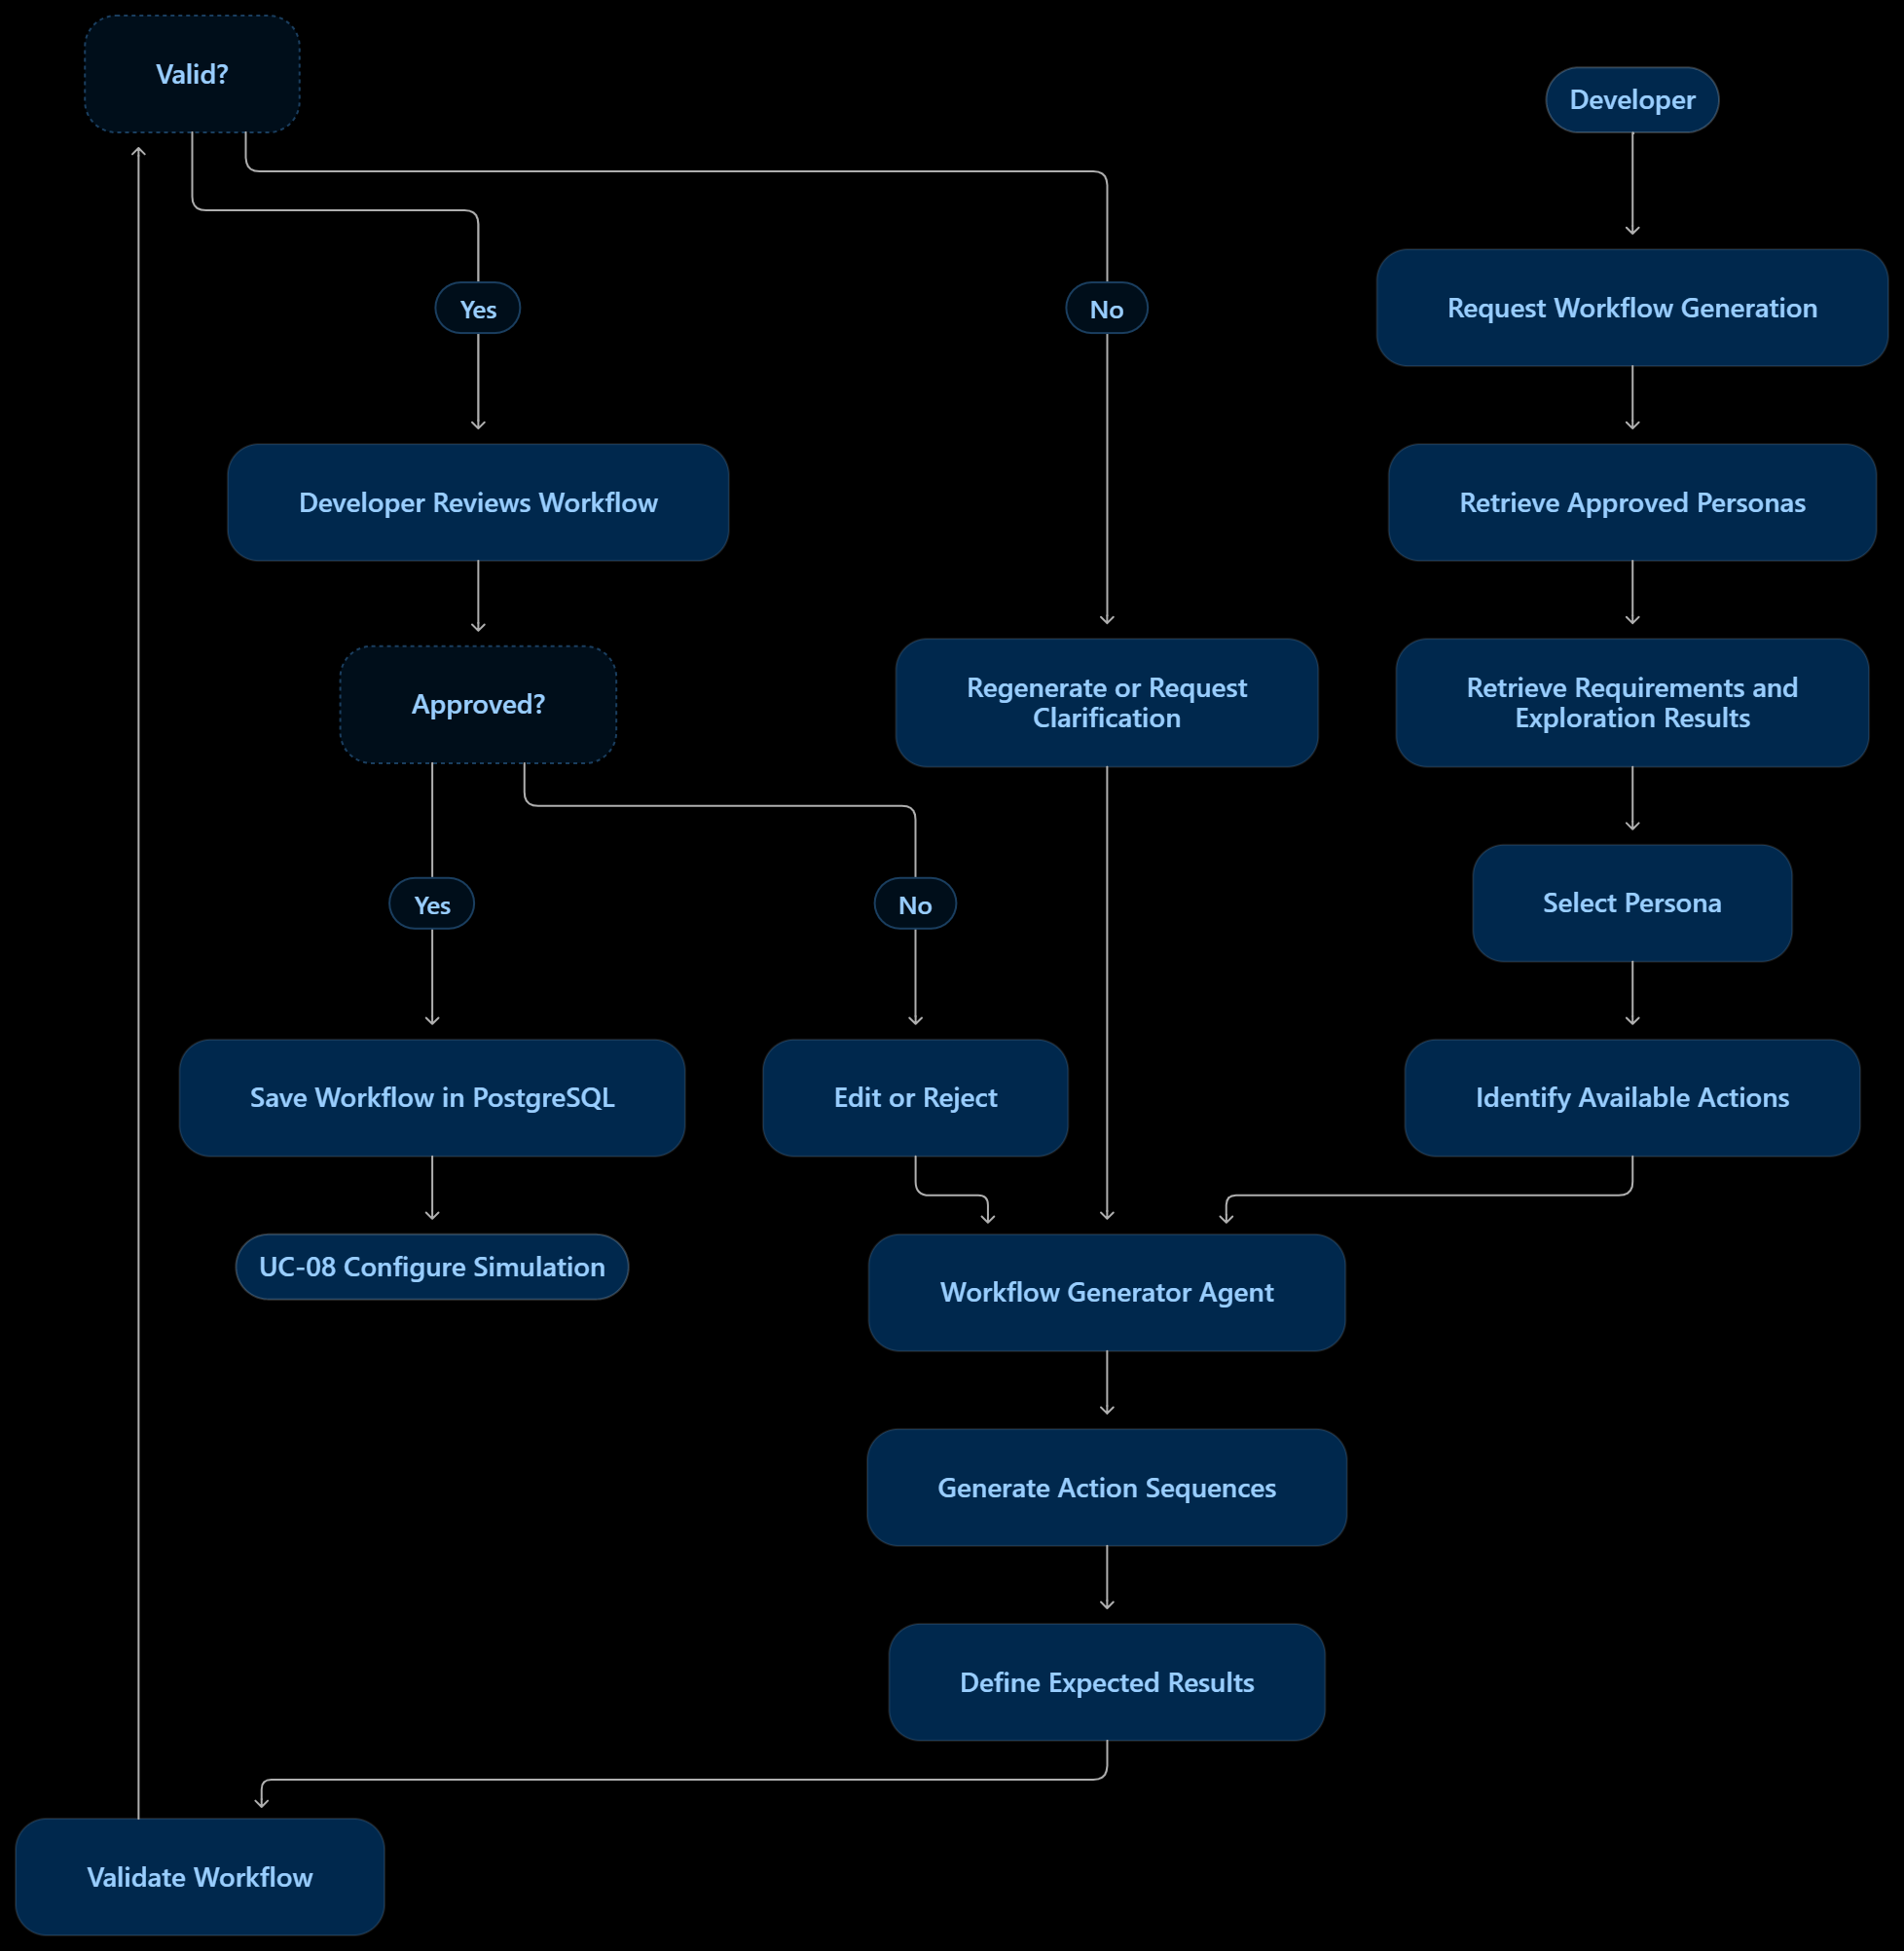 Valid?
Developer
Yes
No
Request Workflow Generation
Developer Reviews Workflow
Retrieve Approved Personas
Approved?
Regenerate or Request
Clarification
Retrieve Requirements and
Exploration Results
Yes
No
Select Persona
Save Workflow in PostgreSQL
Edit or Reject
Identify Available Actions
UC-08 Configure Simulation
Workflow Generator Agent
Generate Action Sequences
Define Expected Results
Validate Workflow